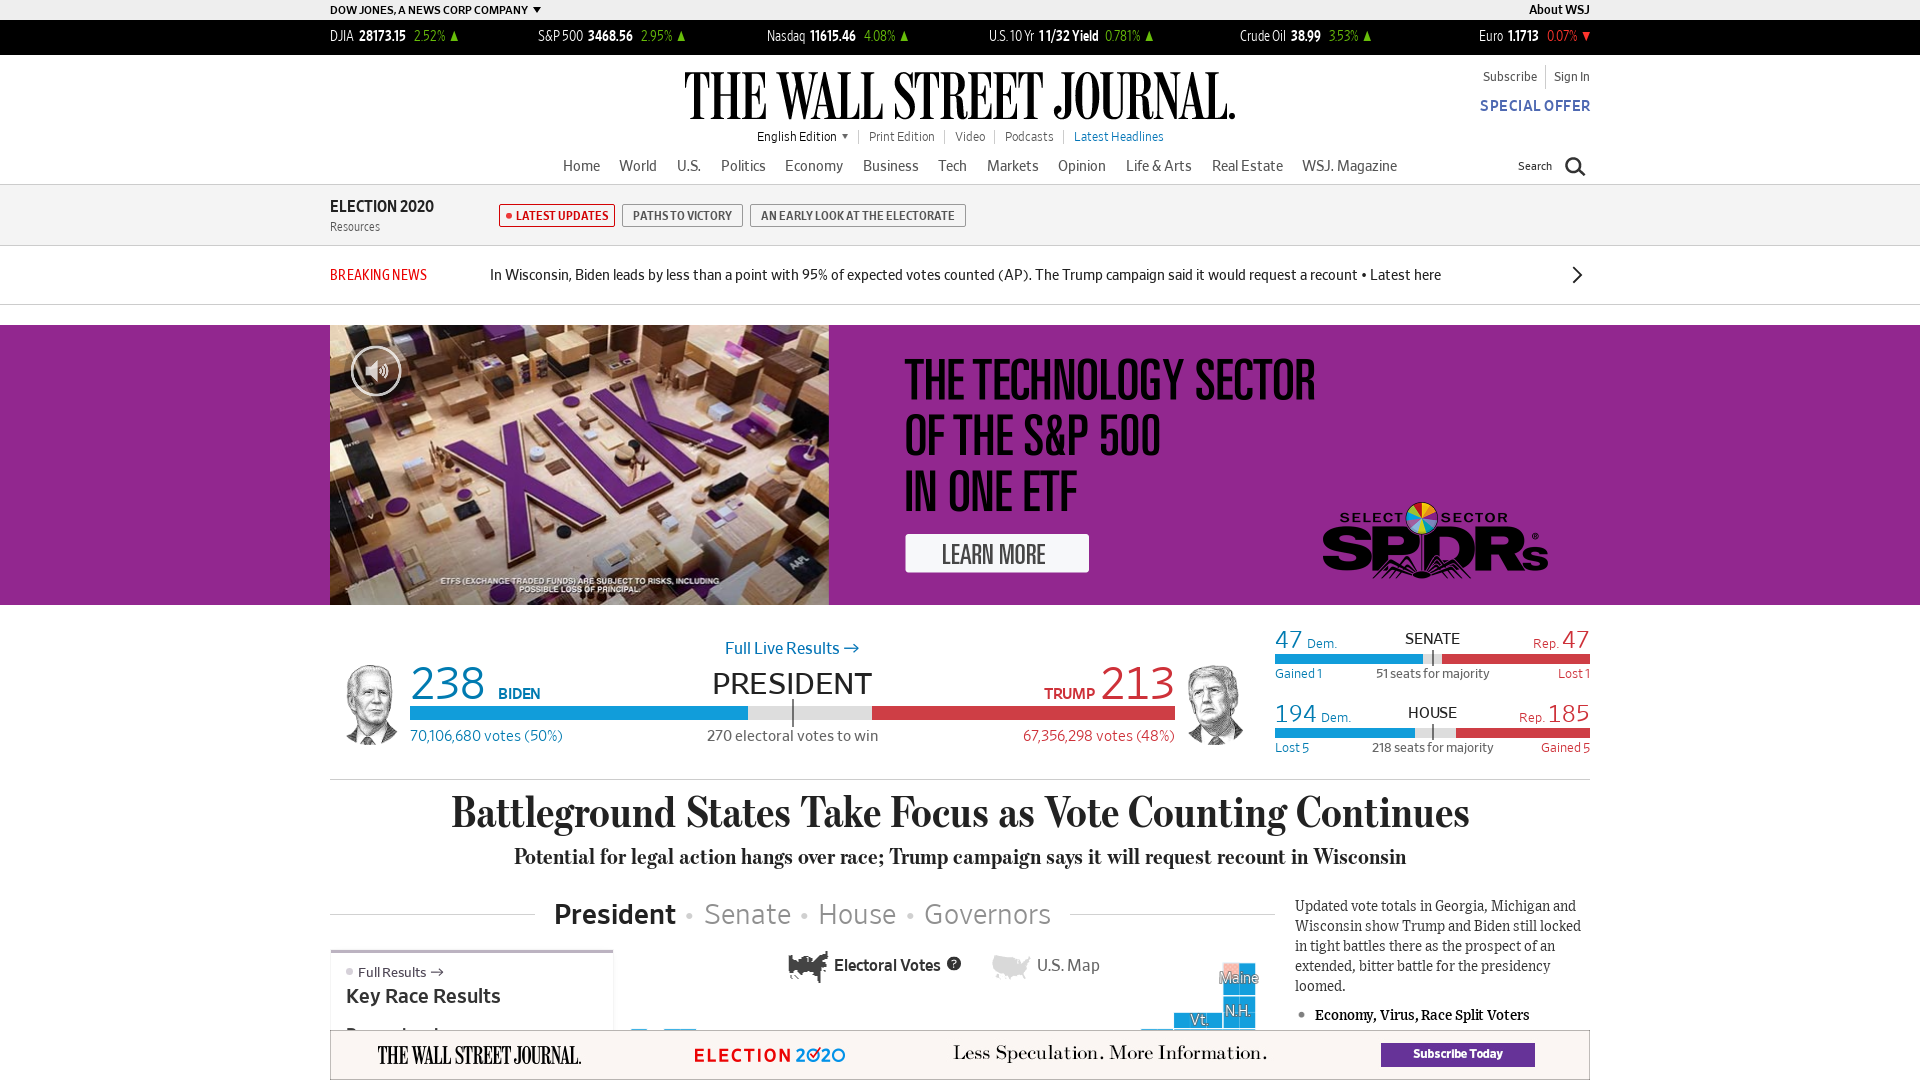 DOW JONES, A NEWS CORP COMPANY
About WSJ
DJIA 28173.15 2.52%
S&P 500 3468.56 2.95%
Nasdaq 11615.46 4.08%
U.S. 10 Yr 1 1/32 Yield 0.781%
Crude Oil 38.99 3.53%
Euro 1.1713 0.07%
THE WALL STREET JOURNAL.
Subscribe
Sign In
SPECIAL OFFER
English Edition
Print Edition
Video
Podcasts
Latest Headlines
Home
World
U.S.
Politics
Economy
Business
Tech
Markets
Opinion
Life & Arts
Real Estate
WSJ. Magazine
Search
ELECTION 2020
Resources
LATEST UPDATES
PATHS TO VICTORY
AN EARLY LOOK AT THE ELECTORATE
BREAKING NEWS
In Wisconsin, Biden leads by less than a point with 95% of expected votes counted (AP). The Trump campaign said it would request a recount • Latest here
XLK
AAPL
ETFS (EXCHANGE TRADED FUNDS) ARE SUBJECT TO RISKS, INCLUDING
POSSIBLE LOSS OF PRINCIPAL.
THE TECHNOLOGY SECTOR
OF THE S&P 500
IN ONE ETF
LEARN MORE
SELECT SECTOR
SPDRs®
Full Live Results →
238 BIDEN
PRESIDENT
TRUMP 213
70,106,680 votes (50%)
270 electoral votes to win
67,356,298 votes (48%)
47 Dem.
SENATE
Rep. 47
Gained 1
51 seats for majority
Lost 1
194 Dem.
HOUSE
Rep. 185
Lost 5
218 seats for majority
Gained 5
Battleground States Take Focus as Vote Counting Continues
Potential for legal action hangs over race; Trump campaign says it will request recount in Wisconsin
President • Senate • House • Governors
Full Results →
Key Race Results
Electoral Votes ?
U.S. Map
Maine
N.H.
Vt.
Updated vote totals in Georgia, Michigan and
Wisconsin show Trump and Biden still locked
in tight battles there as the prospect of an
extended, bitter battle for the presidency
loomed.
• Economy, Virus, Race Split Voters
THE WALL STREET JOURNAL.
ELECTION 2020
Less Speculation. More Information.
Subscribe Today